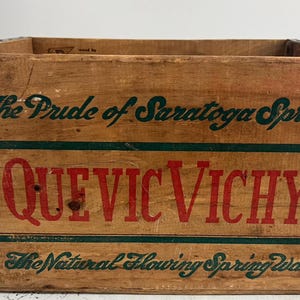 The Pride of Saratoga Spr
QUEVIC VICHY
The Natural Flowing Spring Wa